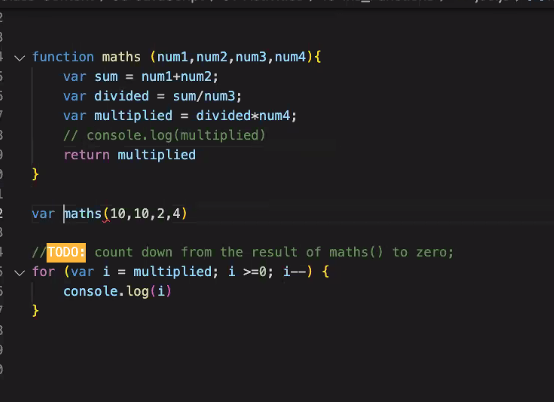 function maths (num1,num2,num3,num4){
var sum = num1+num2;
var divided = sum/num3;
var multiplied = divided*num4;
// console.log(multiplied)
return multiplied
}
var maths(10,10,2,4)
//TODO: count down from the result of maths() to zero;
for (var i = multiplied; i >=0; i--) {
console.log(i)
}